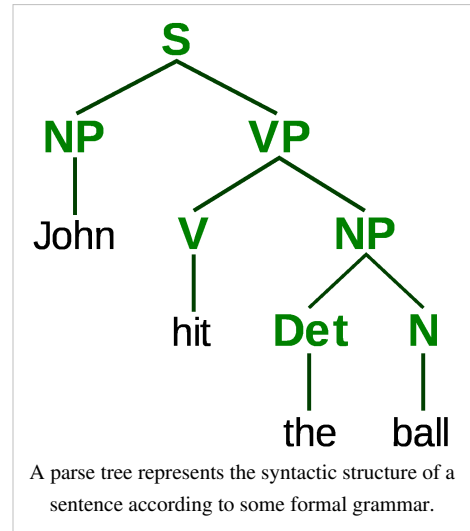 S
NP VP
John V NP
hit Det N
the ball
A parse tree represents the syntactic structure of a
sentence according to some formal grammar.